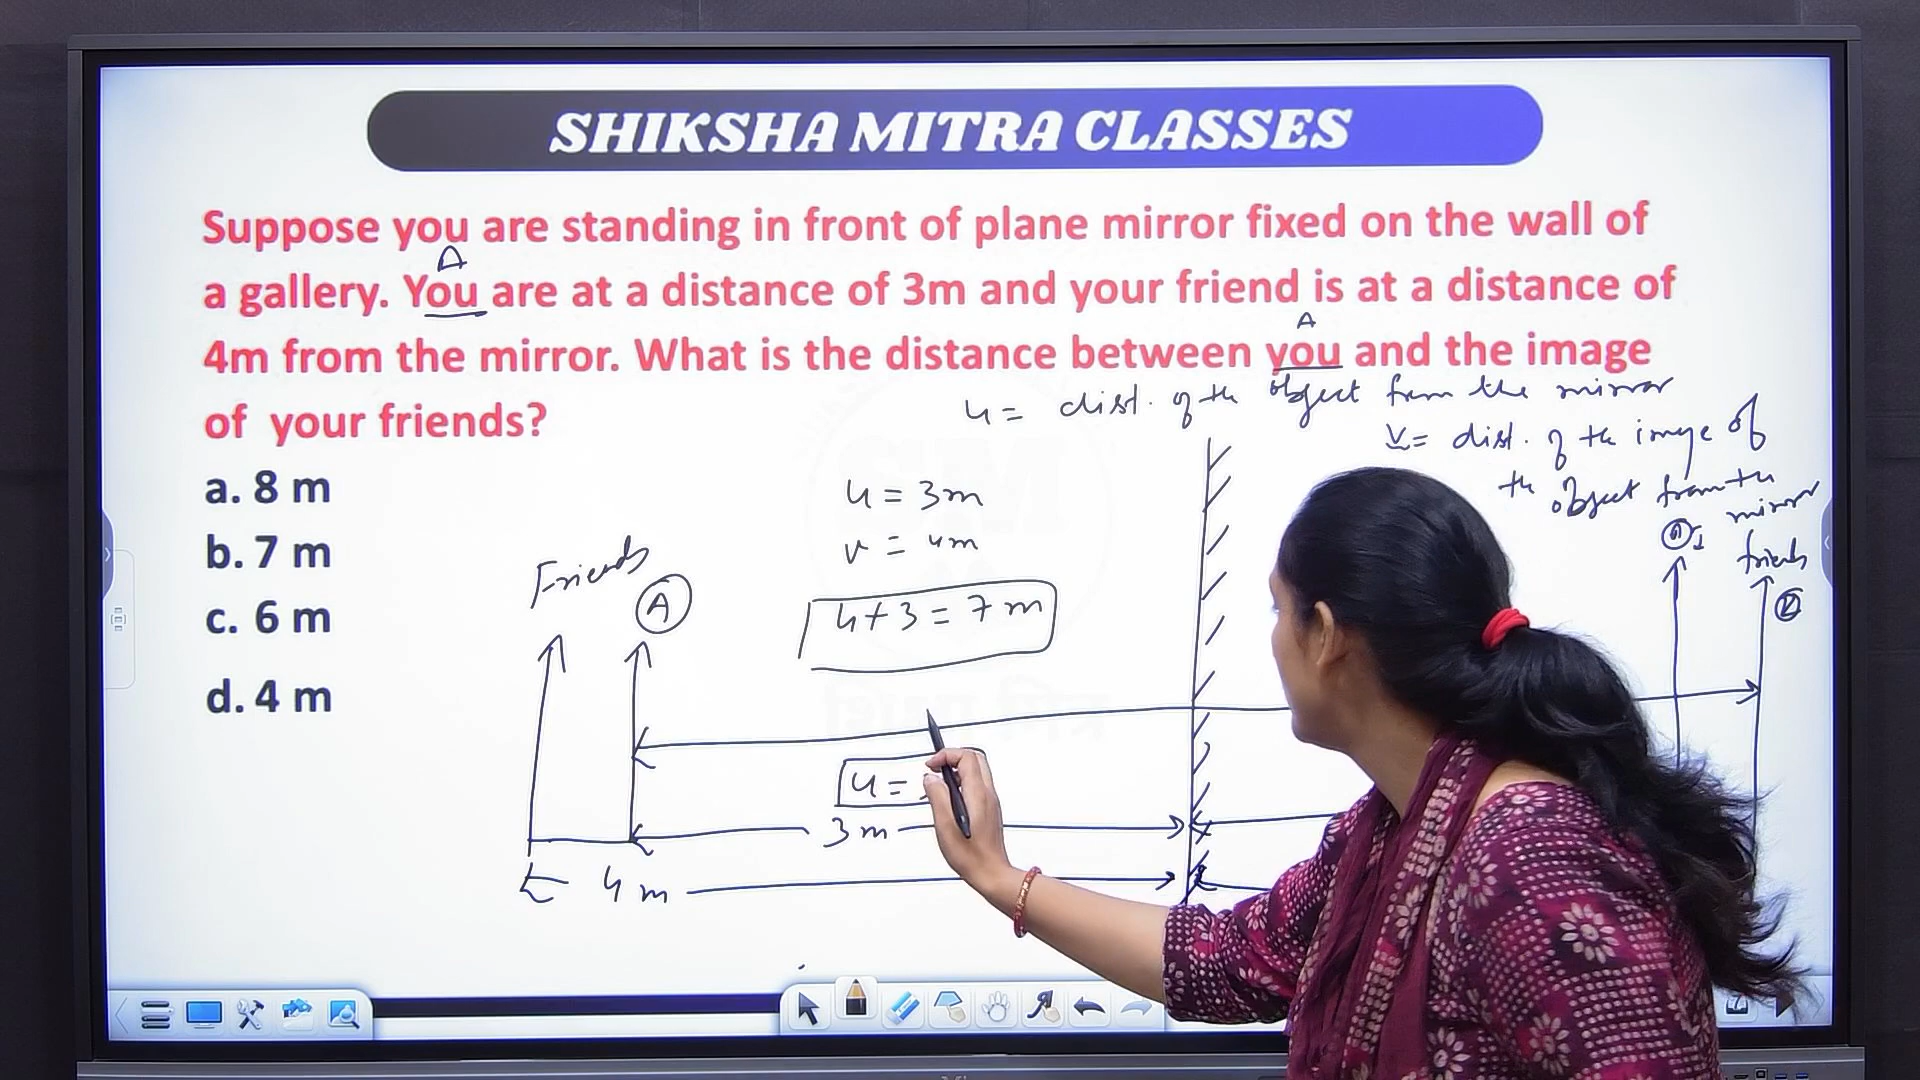 SHIKSHA MITRA CLASSES
Suppose you are standing in front of plane mirror fixed on the wall of
A
a gallery. You are at a distance of 3m and your friend is at a distance of
A
4m from the mirror. What is the distance between you and the image
of your friends?
u = dist. of the object from the mirror
v = dist. of the image of
the object from the
mirror
a. 8 m
b. 7 m
c. 6 m
d. 4 m
u = 3m
v = 4m
4+3 = 7 m
Friends
A
friends
u =
3 m
4 m